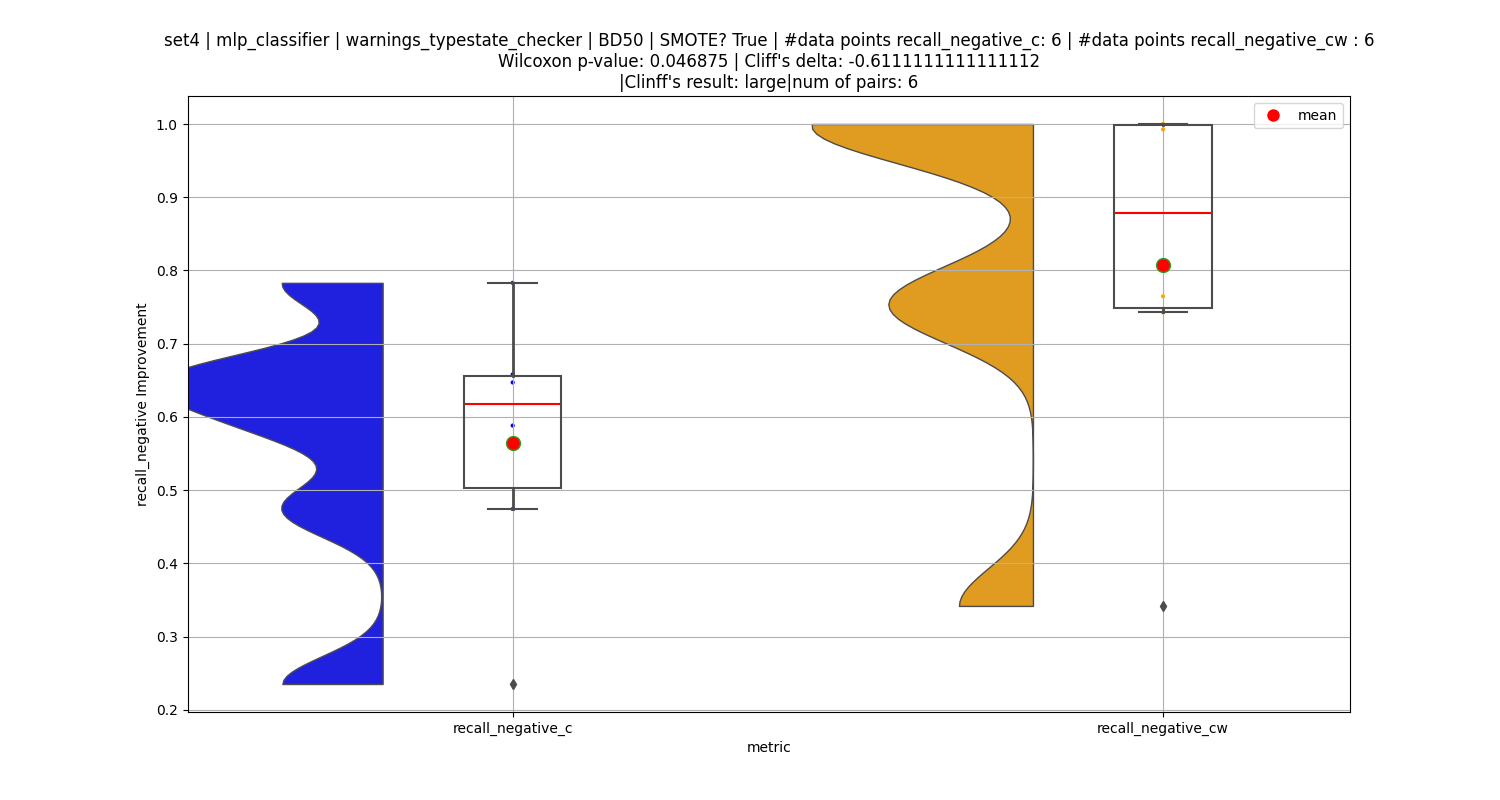 set4 | mlp_classifier | warnings_typestate_checker | BD50 | SMOTE? True | #data points recall_negative_c: 6 | #data points recall_negative_cw : 6
Wilcoxon p-value: 0.046875 | Cliff's delta: -0.6111111111111112
|Clinff's result: large|num of pairs: 6
mean
1.0
0.9
0.8
0.7
0.6
0.5
0.4
0.3
0.2
recall_negative Improvement
recall_negative_c
recall_negative_cw
metric